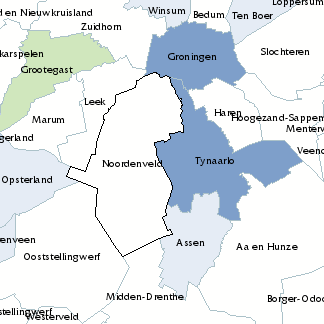 Loppersum
Winsum
Bedum
Ten Boer
en Nieuwkruisland
Zuidhorn
karspelen
Groningen
Slochteren
Grootegast
Leek
Haren
Hoogezand-Sappem
Marum
Menterw
gerland
Veend
Noordenveld
Tynaarlo
Opsterland
enveen
Assen
Aa en Hunze
Ooststellingwerf
Midden-Drenthe
Borger-Odoo
stellingwerf
Westerveld